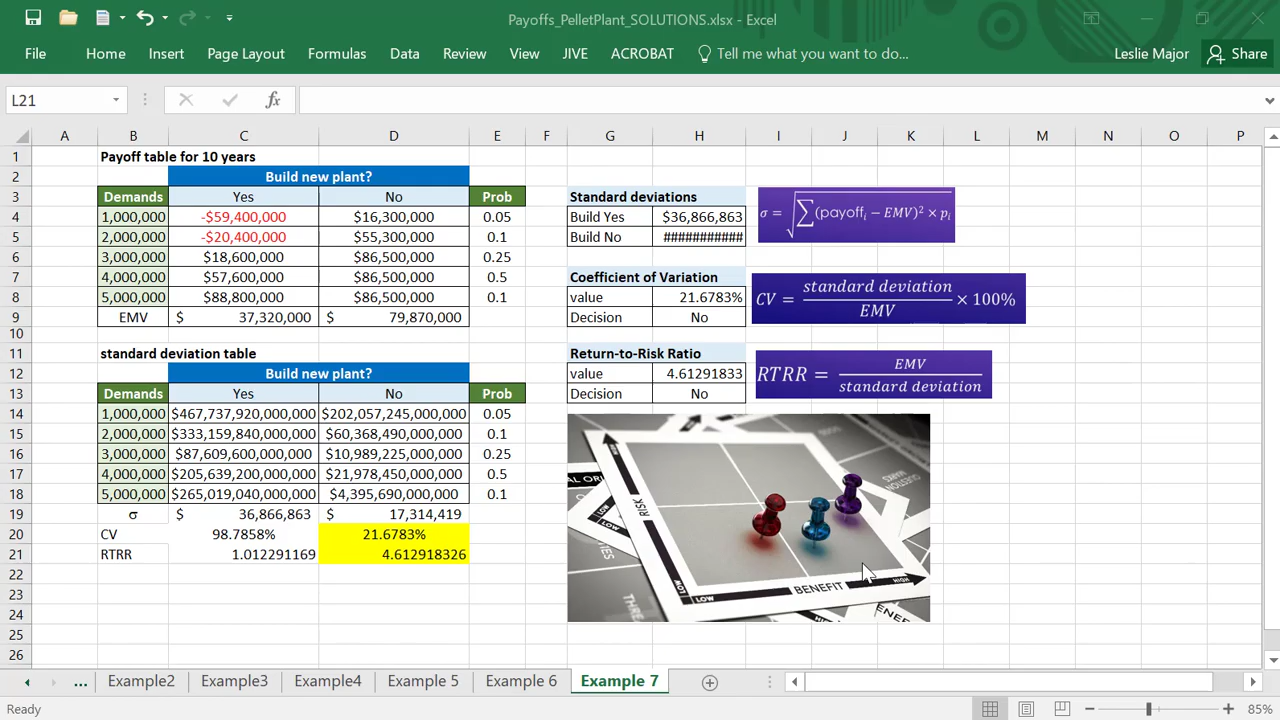 Payoffs_PelletPlant_SOLUTIONS.xlsx - Excel
File Home Insert Page Layout Formulas Data Review View JIVE ACROBAT Tell me what you want to do... Leslie Major Share
L21 fx
A B C D E F G H I J K L M N O P
1 Payoff table for 10 years
2 Build new plant?
3 Demands Yes No Prob Standard deviations
4 1,000,000 -$59,400,000 $16,300,000 0.05 Build Yes $36,866,863
σ = √∑(payoffᵢ − EMV)² × pᵢ
5 2,000,000 -$20,400,000 $55,300,000 0.1 Build No ###########
6 3,000,000 $18,600,000 $86,500,000 0.25
7 4,000,000 $57,600,000 $86,500,000 0.5 Coefficient of Variation
8 5,000,000 $88,800,000 $86,500,000 0.1 value 21.6783%
CV = standard deviation / EMV × 100%
9 EMV $ 37,320,000 $ 79,870,000 Decision No
10
11 standard deviation table Return-to-Risk Ratio
12 Build new plant? value 4.61291833
RTRR = EMV / standard deviation
13 Demands Yes No Prob Decision No
14 1,000,000 $467,737,920,000,000 $202,057,245,000,000 0.05
15 2,000,000 $333,159,840,000,000 $60,368,490,000,000 0.1
16 3,000,000 $87,609,600,000,000 $10,989,225,000,000 0.25
17 4,000,000 $205,639,200,000,000 $21,978,450,000,000 0.5
18 5,000,000 $265,019,040,000,000 $4,395,690,000,000 0.1
19 σ $ 36,866,863 $ 17,314,419
20 CV 98.7858% 21.6783%
21 RTRR 1.012291169 4.612918326
22
23
24
25
26
HIGH
RISK
LOW
LOW
BENEFIT
HIGH
... Example2 Example3 Example4 Example 5 Example 6 Example 7
Ready 85%